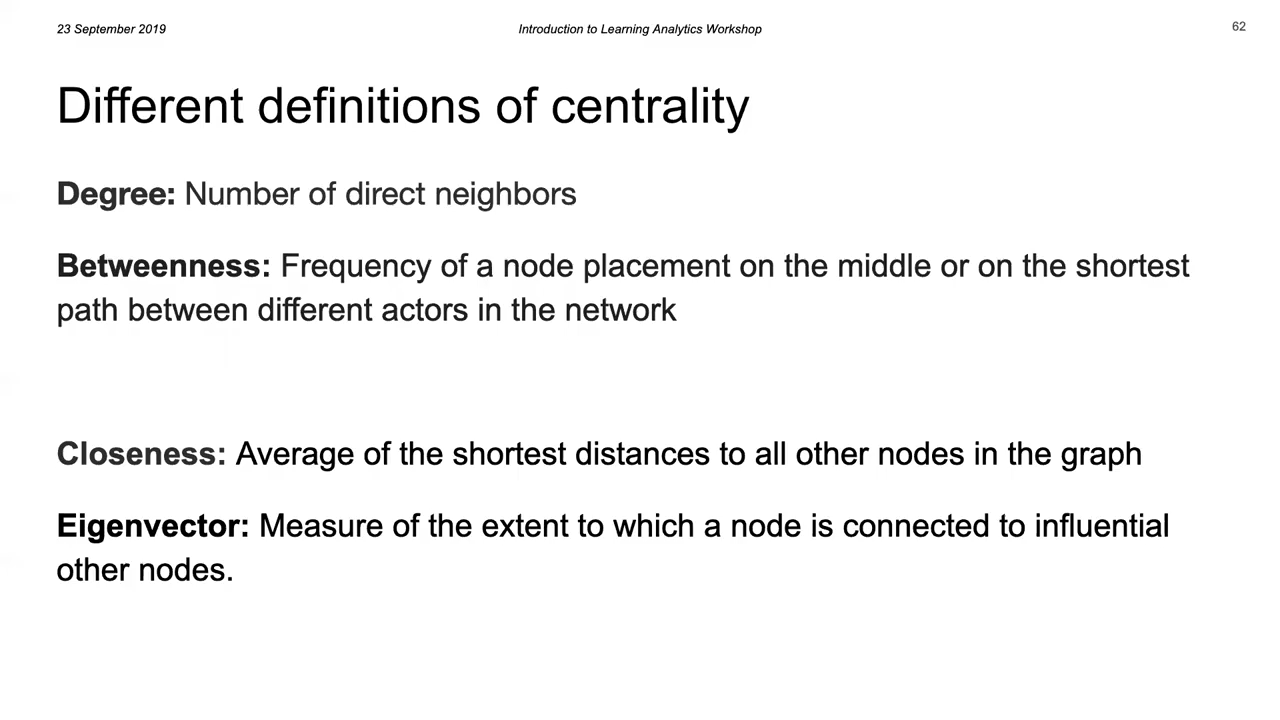 23 September 2019
Introduction to Learning Analytics Workshop
62
Different definitions of centrality
Degree: Number of direct neighbors
Betweenness: Frequency of a node placement on the middle or on the shortest
path between different actors in the network
Closeness: Average of the shortest distances to all other nodes in the graph
Eigenvector: Measure of the extent to which a node is connected to influential
other nodes.